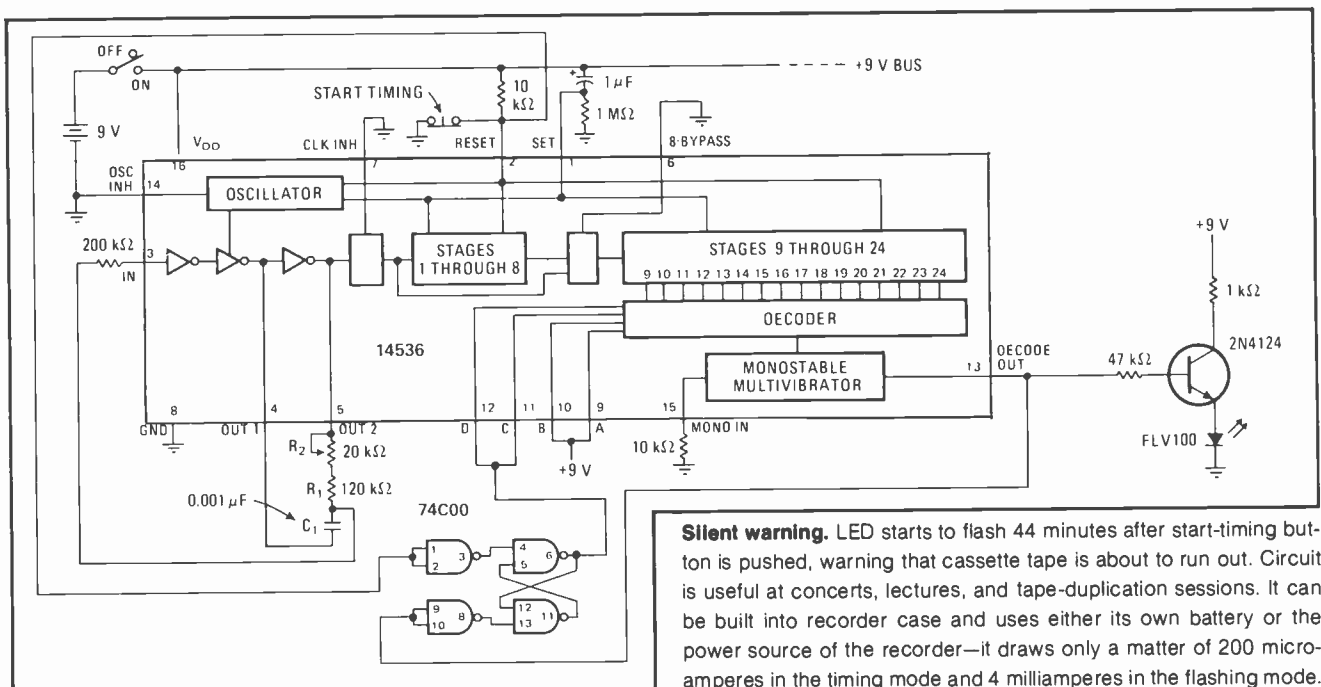 OFF
ON
+9 V BUS
START TIMING
10 kΩ
1 µF
1 MΩ
9 V
VDD
16
CLK INH
7
RESET
2
SET
1
8-BYPASS
6
OSC INH
14
OSCILLATOR
200 kΩ
3
IN
STAGES 1 THROUGH 8
STAGES 9 THROUGH 24
9 10 11 12 13 14 15 16 17 18 19 20 21 22 23 24
OECODER
14536
MONOSTABLE MULTIVIBRATOR
13
OECODE OUT
47 kΩ
+9 V
1 kΩ
2N4124
FLV100
8
GND
4
OUT 1
5
OUT 2
12
D
11
C
10
B
9
A
15
MONO IN
10 kΩ
+9 V
R2
20 kΩ
R1
120 kΩ
0.001 µF
C1
74C00
1
2
3
4
5
6
9
10
8
12
13
11
Silent warning. LED starts to flash 44 minutes after start-timing but-
ton is pushed, warning that cassette tape is about to run out. Circuit
is useful at concerts, lectures, and tape-duplication sessions. It can
be built into recorder case and uses either its own battery or the
power source of the recorder—it draws only a matter of 200 micro-
amperes in the timing mode and 4 milliamperes in the flashing mode.